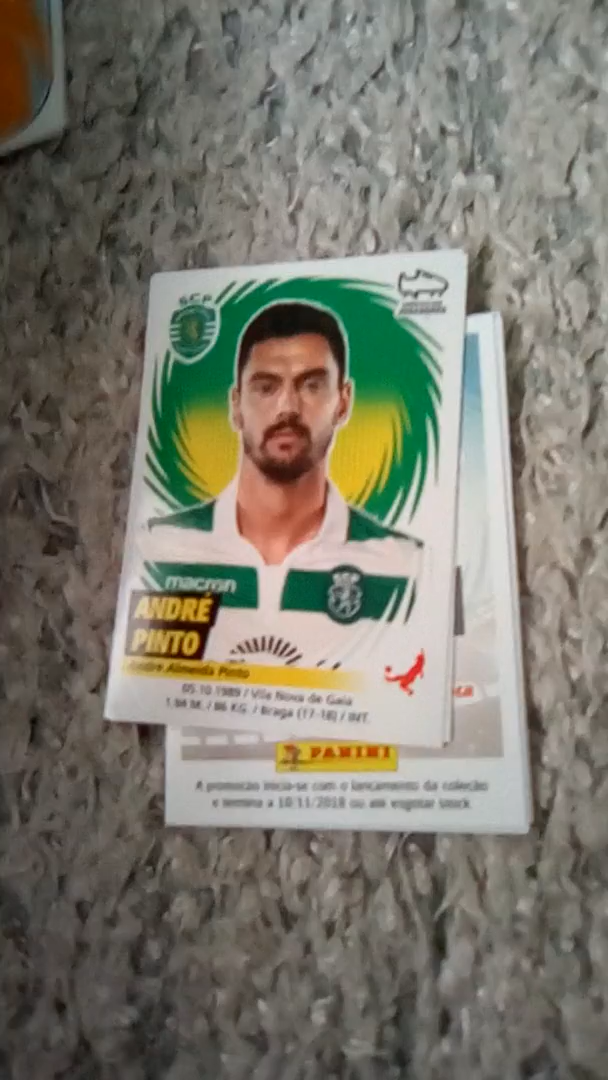 SCP
macron
ANDRÉ
PINTO
André Almeida Pinto
05.10.1989 / Vila Nova de Gaia
1.94 M. / 86 KG. / Braga (17-18) / INT.
PANINI
A promoção inicia-se com o lançamento da coleção
e termina a 10/11/2018 ou até esgotar stock